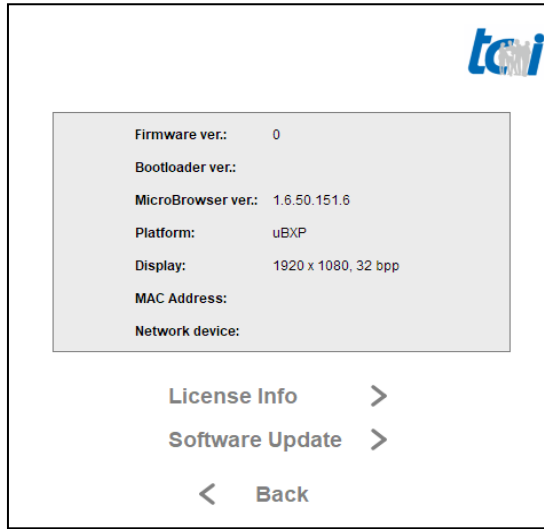 tci
Firmware ver.: 0
Bootloader ver.:
MicroBrowser ver.: 1.6.50.151.6
Platform: uBXP
Display: 1920 x 1080, 32 bpp
MAC Address:
Network device:
License Info >
Software Update >
< Back